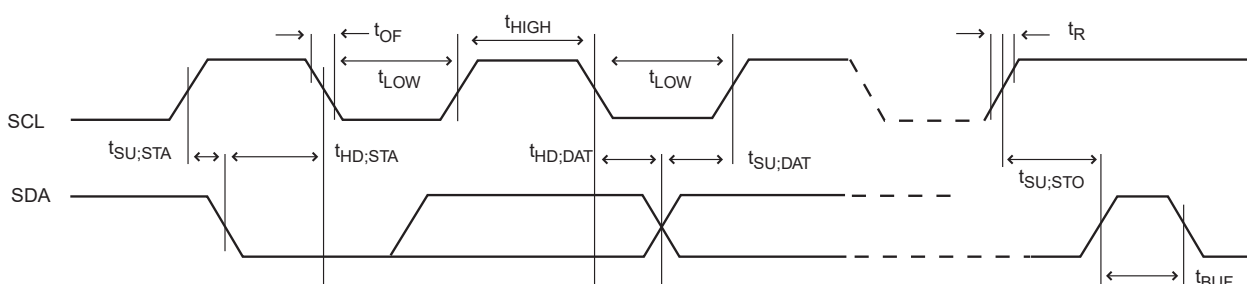 tOF
tHIGH
tR
tLOW
tLOW
SCL
tSU;STA
tHD;STA
tHD;DAT
tSU;DAT
tSU;STO
SDA
tBUF